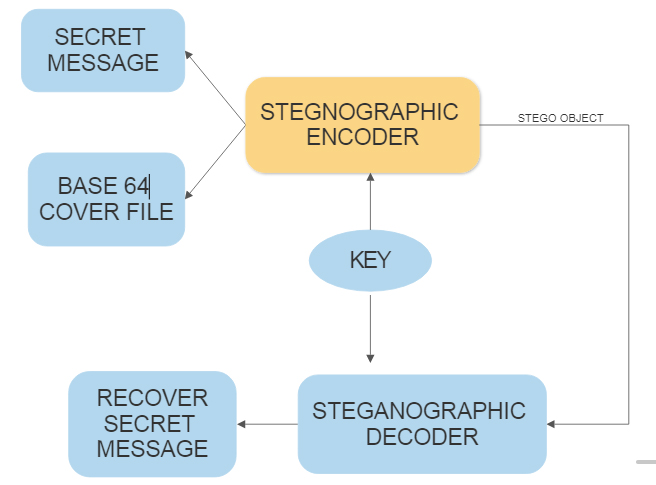 SECRET
MESSAGE
STEGNOGRAPHIC
ENCODER
STEGO OBJECT
BASE 64
COVER FILE
KEY
RECOVER
SECRET
MESSAGE
STEGANOGRAPHIC
DECODER